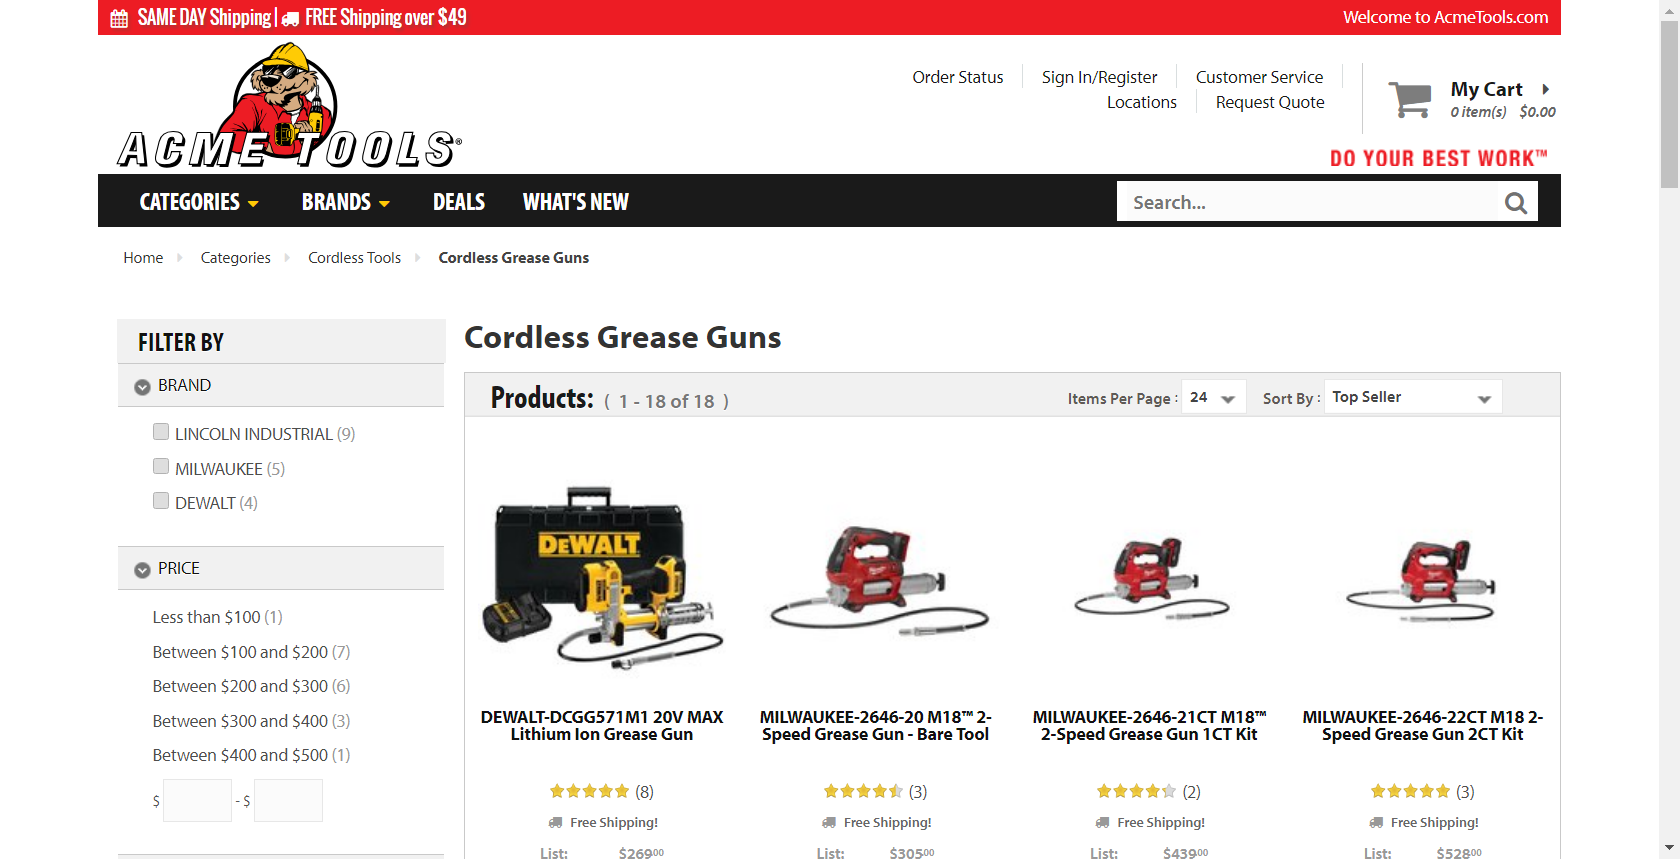 SAME DAY Shipping | FREE Shipping over $49
Welcome to AcmeTools.com
ACME TOOLS®
Order Status
Sign In/Register
Customer Service
Locations
Request Quote
My Cart
0 item(s) $0.00
DO YOUR BEST WORK™
CATEGORIES
BRANDS
DEALS
WHAT'S NEW
Search...
Home
Categories
Cordless Tools
Cordless Grease Guns
FILTER BY
BRAND
LINCOLN INDUSTRIAL (9)
MILWAUKEE (5)
DEWALT (4)
PRICE
Less than $100 (1)
Between $100 and $200 (7)
Between $200 and $300 (6)
Between $300 and $400 (3)
Between $400 and $500 (1)
$ - $
Cordless Grease Guns
Products: ( 1 - 18 of 18 )
Items Per Page : 24
Sort By : Top Seller
DEWALT
DEWALT-DCGG571M1 20V MAX
Lithium Ion Grease Gun
(8)
Free Shipping!
List: $269.00
MILWAUKEE-2646-20 M18™ 2-
Speed Grease Gun - Bare Tool
(3)
Free Shipping!
List: $305.00
MILWAUKEE-2646-21CT M18™
2-Speed Grease Gun 1CT Kit
(2)
Free Shipping!
List: $439.00
MILWAUKEE-2646-22CT M18 2-
Speed Grease Gun 2CT Kit
(3)
Free Shipping!
List: $528.00